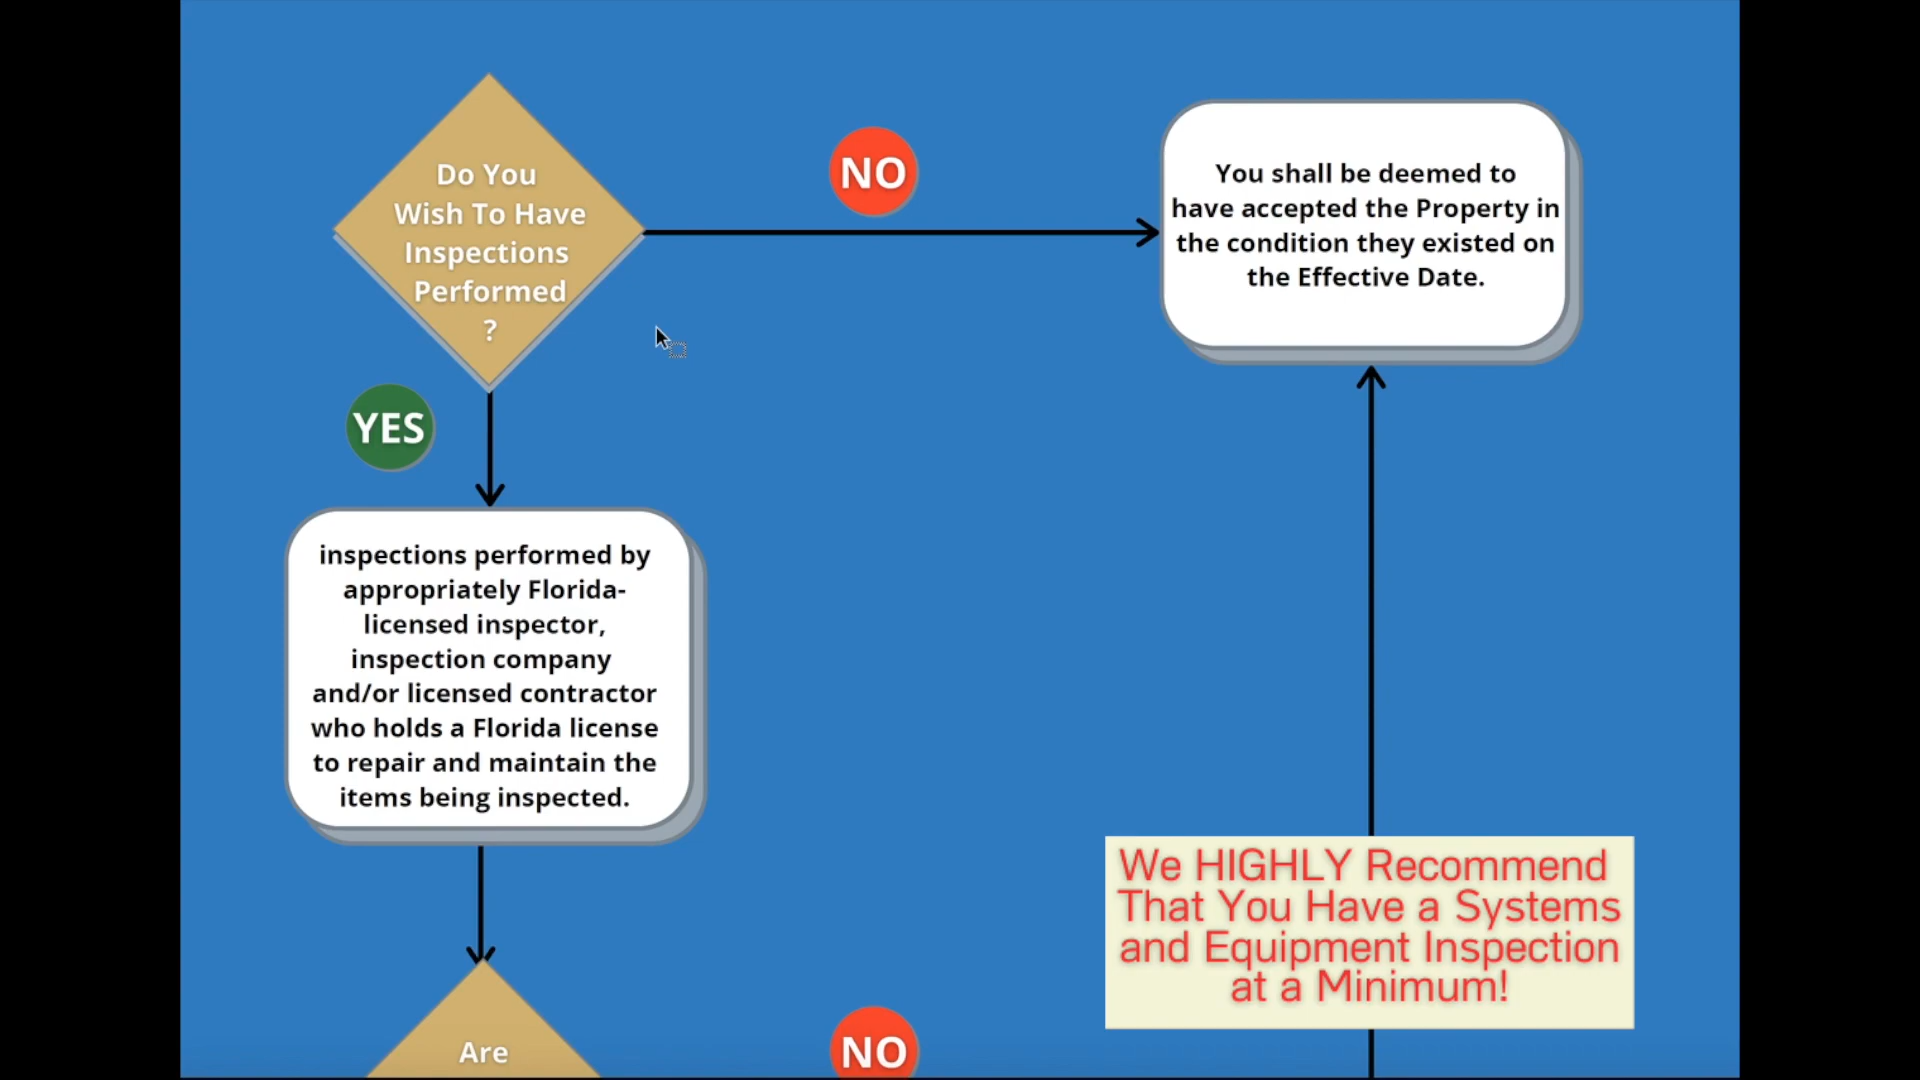 Do You
Wish To Have
Inspections
Performed
?
NO
You shall be deemed to
have accepted the Property in
the condition they existed on
the Effective Date.
YES
inspections performed by
appropriately Florida-
licensed inspector,
inspection company
and/or licensed contractor
who holds a Florida license
to repair and maintain the
items being inspected.
We HIGHLY Recommend
That You Have a Systems
and Equipment Inspection
at a Minimum!
Are
NO